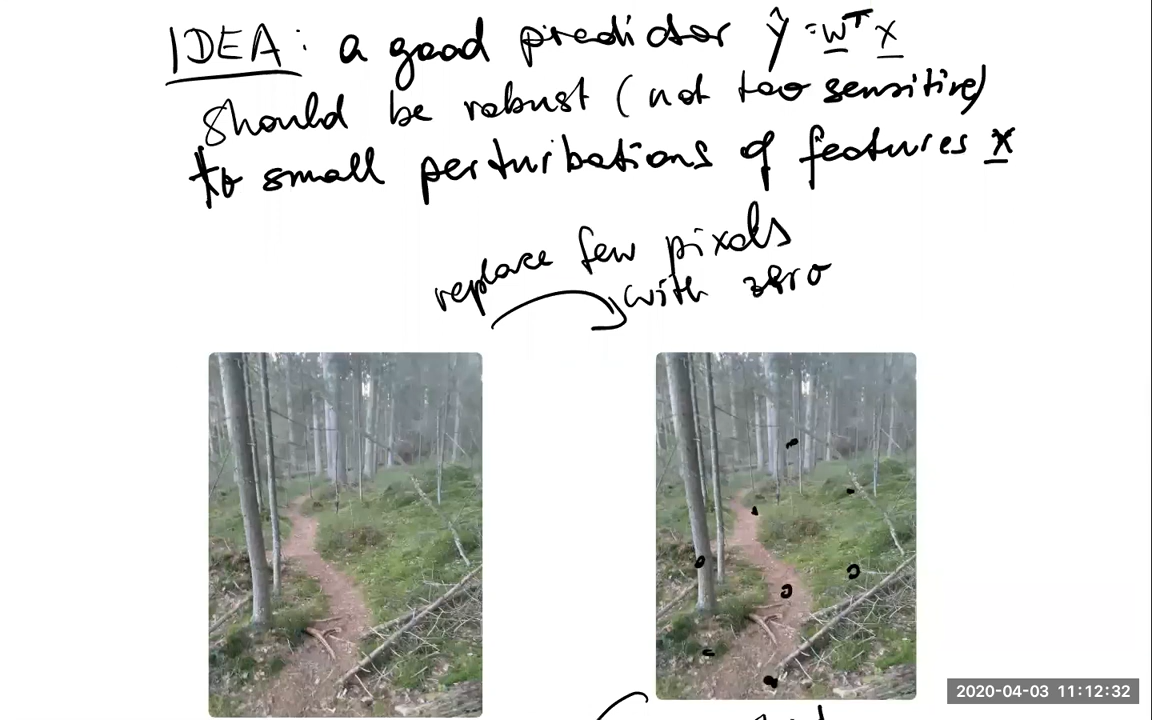 IDEA: a good predictor ŷ = w^T x
should be robust (not too sensitive)
to small perturbations of features x
replace few pixels
with zero
2020-04-03 11:12:32